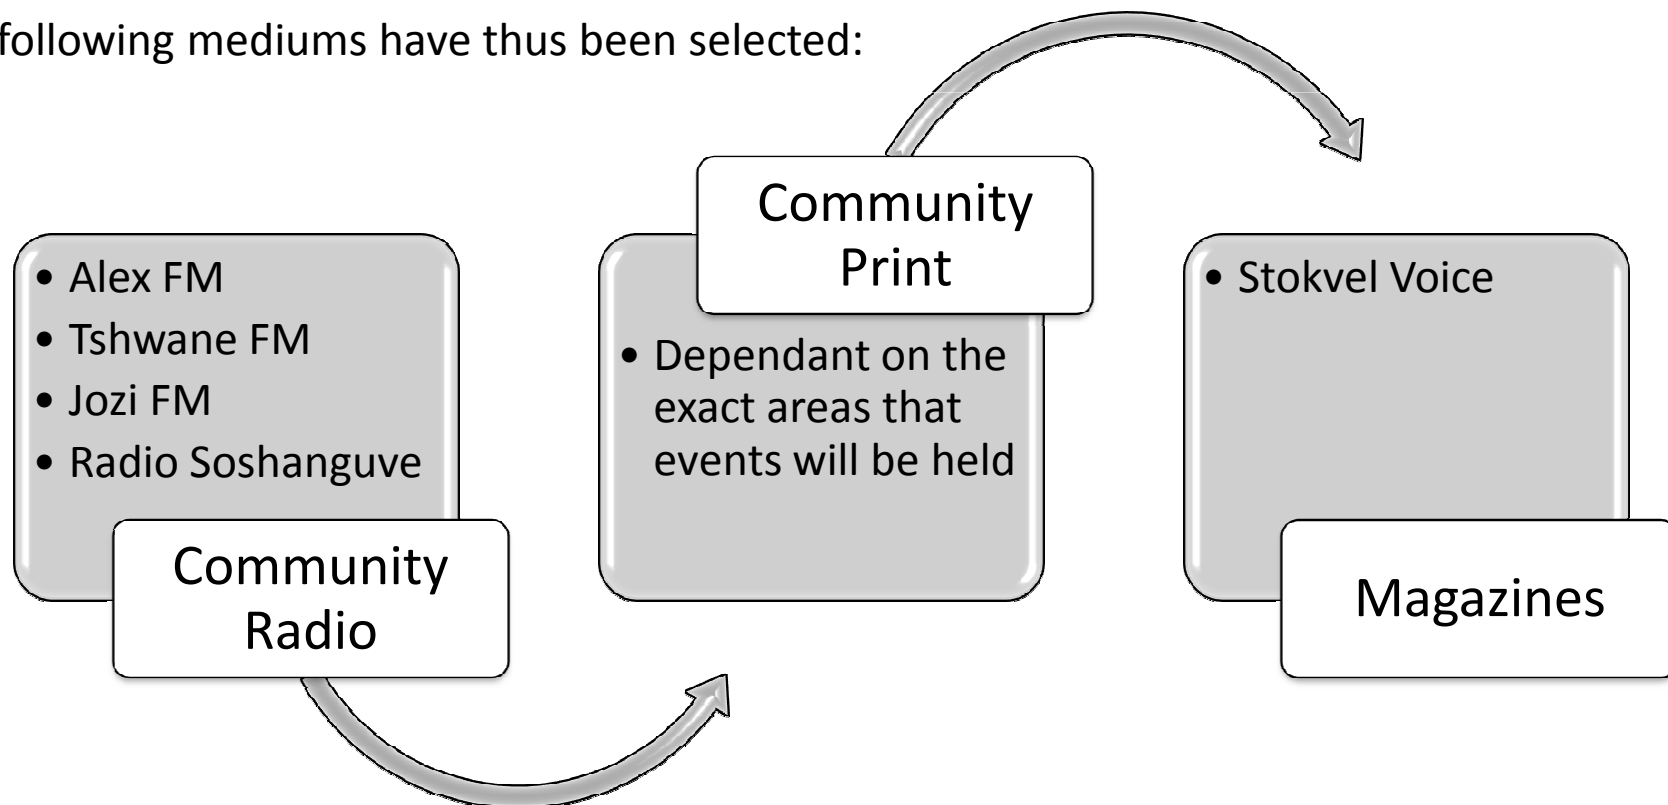 following mediums have thus been selected:
• Alex FM
• Tshwane FM
• Jozi FM
• Radio Soshanguve
Community
Radio
Community
Print
• Dependant on the
exact areas that
events will be held
• Stokvel Voice
Magazines